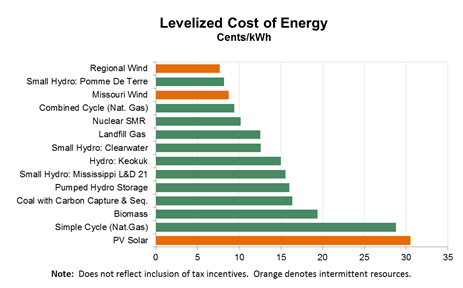 Levelized Cost of Energy
Cents/kWh
Regional Wind
Small Hydro: Pomme De Terre
Missouri Wind
Combined Cycle (Nat. Gas)
Nuclear SMR
Landfill Gas
Small Hydro: Clearwater
Hydro: Keokuk
Small Hydro: Mississippi L&D 21
Pumped Hydro Storage
Coal with Carbon Capture & Seq.
Biomass
Simple Cycle (Nat.Gas)
PV Solar
0 5 10 15 20 25 30 35
Note: Does not reflect inclusion of tax incentives. Orange denotes intermittent resources.